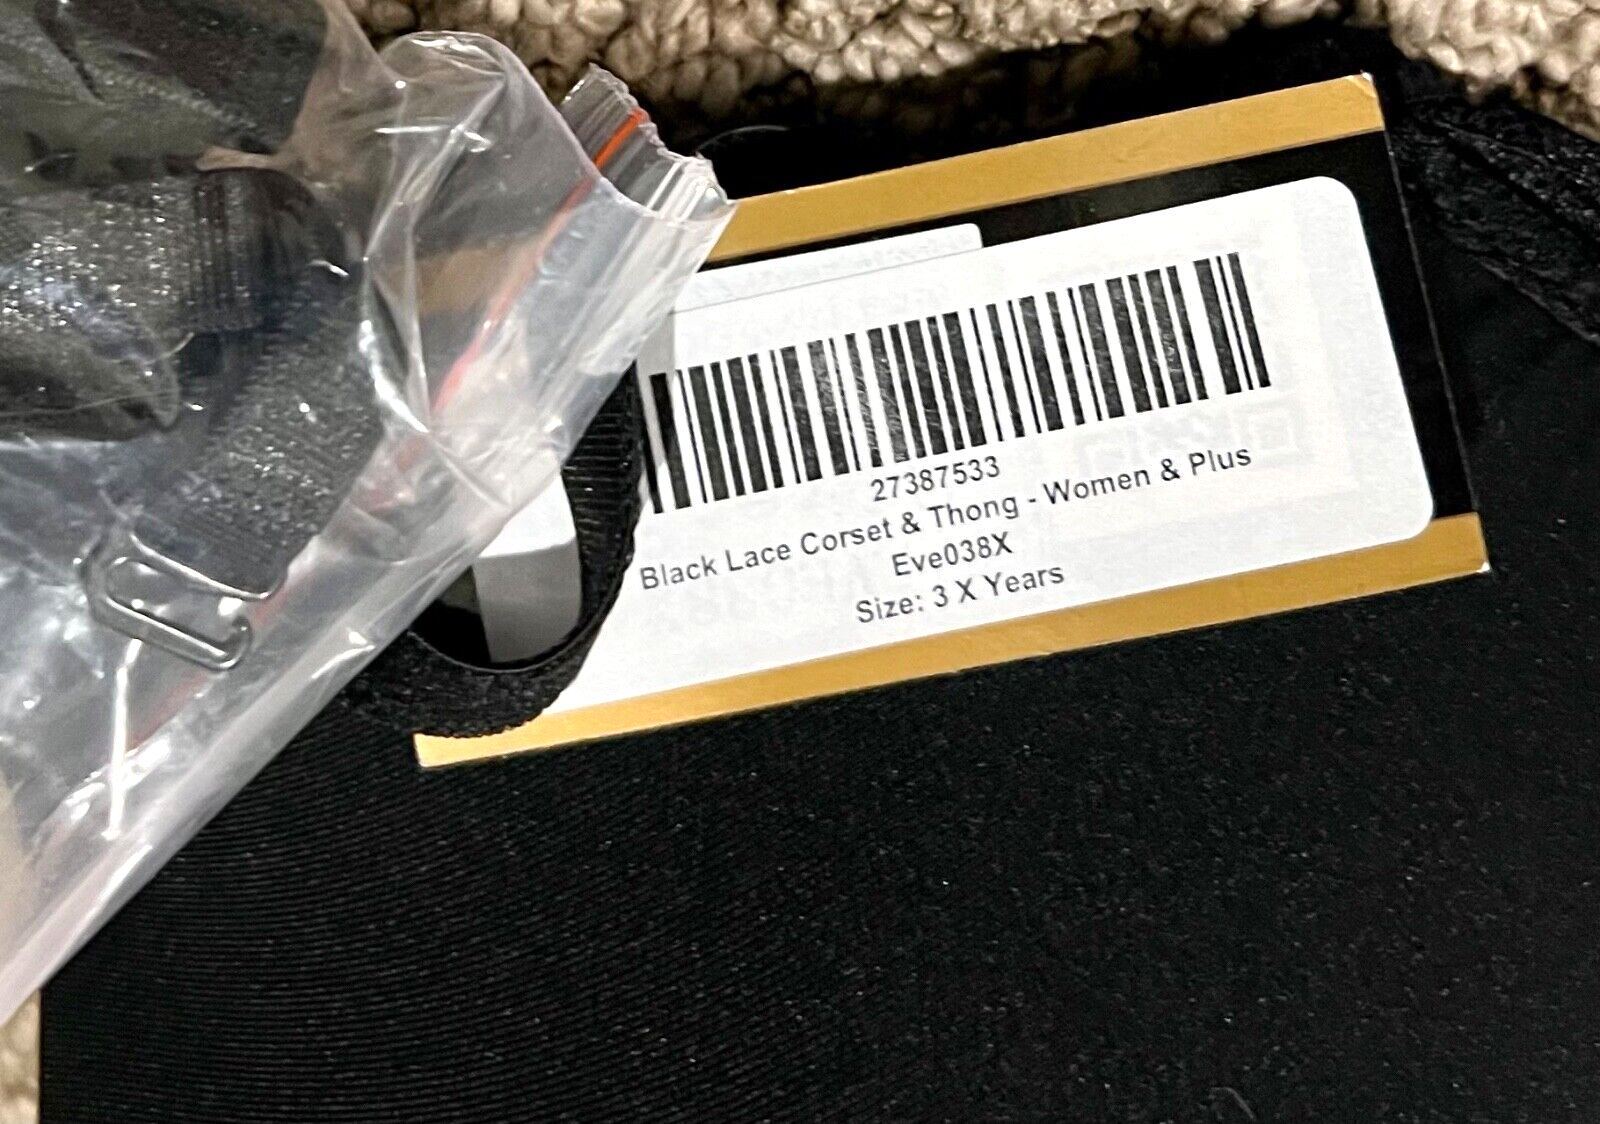 27387533
Black Lace Corset & Thong - Women & Plus
Eve038X
Size: 3 X Years